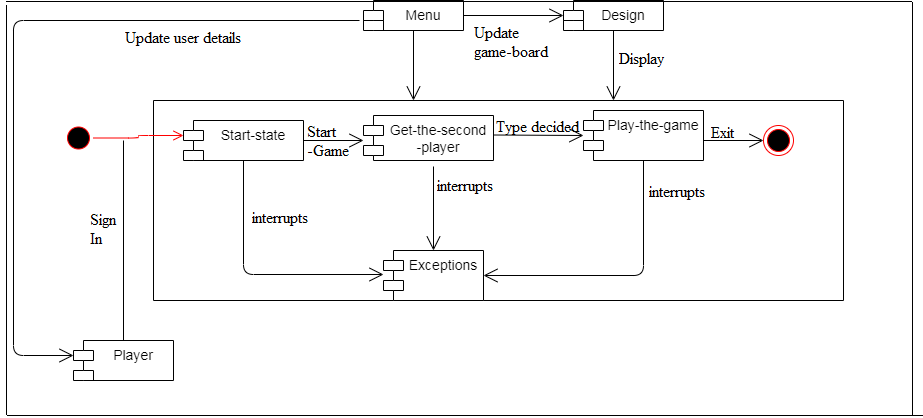 Menu
Design
Update user details
Update
game-board
Display
Start-state
Start
-Game
Get-the-second
-player
Type decided
Play-the-game
Exit
interrupts
interrupts
interrupts
Sign
In
Exceptions
Player